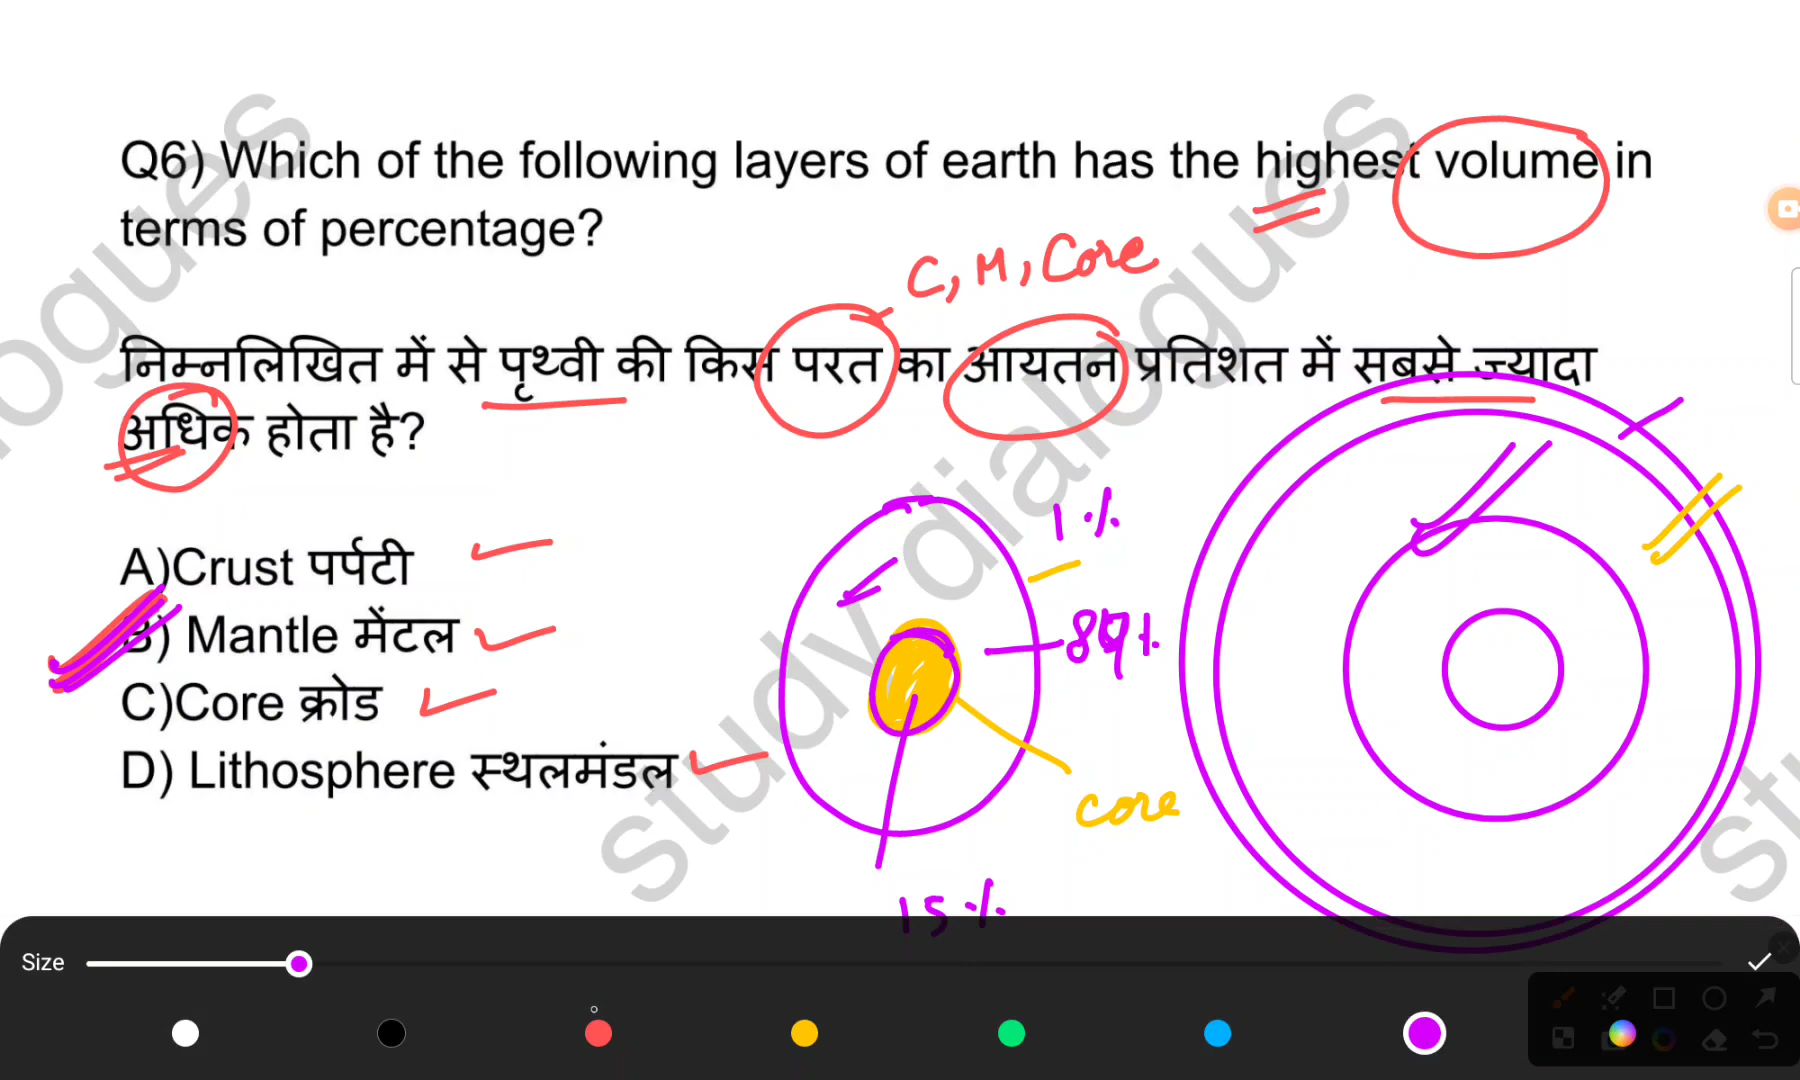 Q6) Which of the following layers of earth has the highest volume in
terms of percentage?
C, M, Core
निम्नलिखित में से पृथ्वी की किस परत का आयतन प्रतिशत में सबसे ज्यादा
अधिक होता है?
A)Crust पर्पटी
B) Mantle मेंटल
C)Core क्रोड
D) Lithosphere स्थलमंडल
1%
84%
core
15%
study dialogues
Size